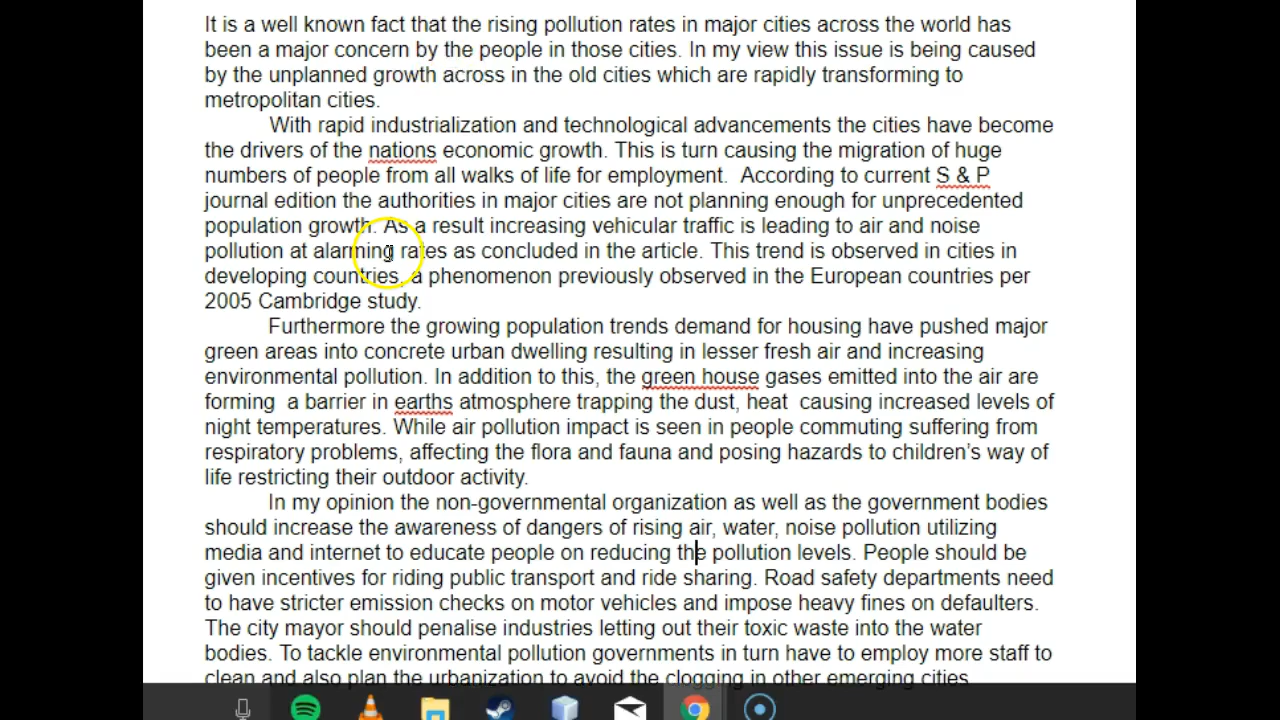 It is a well known fact that the rising pollution rates in major cities across the world has
been a major concern by the people in those cities. In my view this issue is being caused
by the unplanned growth across in the old cities which are rapidly transforming to
metropolitan cities.
With rapid industrialization and technological advancements the cities have become
the drivers of the nations economic growth. This is turn causing the migration of huge
numbers of people from all walks of life for employment.  According to current S & P
journal edition the authorities in major cities are not planning enough for unprecedented
population growth. As a result increasing vehicular traffic is leading to air and noise
pollution at alarming rates as concluded in the article. This trend is observed in cities in
developing countries, a phenomenon previously observed in the European countries per
2005 Cambridge study.
Furthermore the growing population trends demand for housing have pushed major
green areas into concrete urban dwelling resulting in lesser fresh air and increasing
environmental pollution. In addition to this, the green house gases emitted into the air are
forming  a barrier in earths atmosphere trapping the dust, heat  causing increased levels of
night temperatures. While air pollution impact is seen in people commuting suffering from
respiratory problems, affecting the flora and fauna and posing hazards to children's way of
life restricting their outdoor activity.
In my opinion the non-governmental organization as well as the government bodies
should increase the awareness of dangers of rising air, water, noise pollution utilizing
media and internet to educate people on reducing the pollution levels. People should be
given incentives for riding public transport and ride sharing. Road safety departments need
to have stricter emission checks on motor vehicles and impose heavy fines on defaulters.
The city mayor should penalise industries letting out their toxic waste into the water
bodies. To tackle environmental pollution governments in turn have to employ more staff to
clean and also plan the urbanization to avoid the clogging in other emerging cities